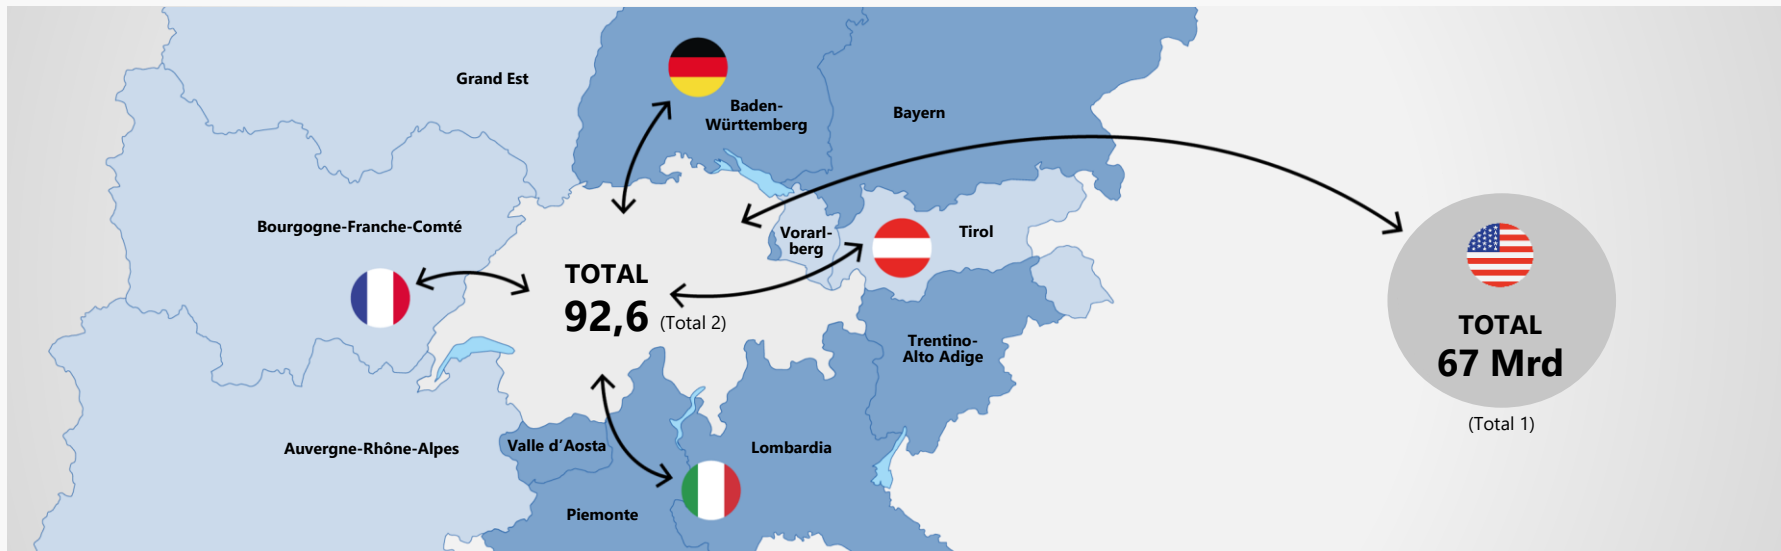 Grand Est
Baden-
Württemberg
Bayern
Bourgogne-Franche-Comté
Vorarl-
berg
Tirol
TOTAL
92,6 (Total 2)
TOTAL
67 Mrd
(Total 1)
Trentino-
Alto Adige
Auvergne-Rhône-Alpes
Valle d’Aosta
Lombardia
Piemonte